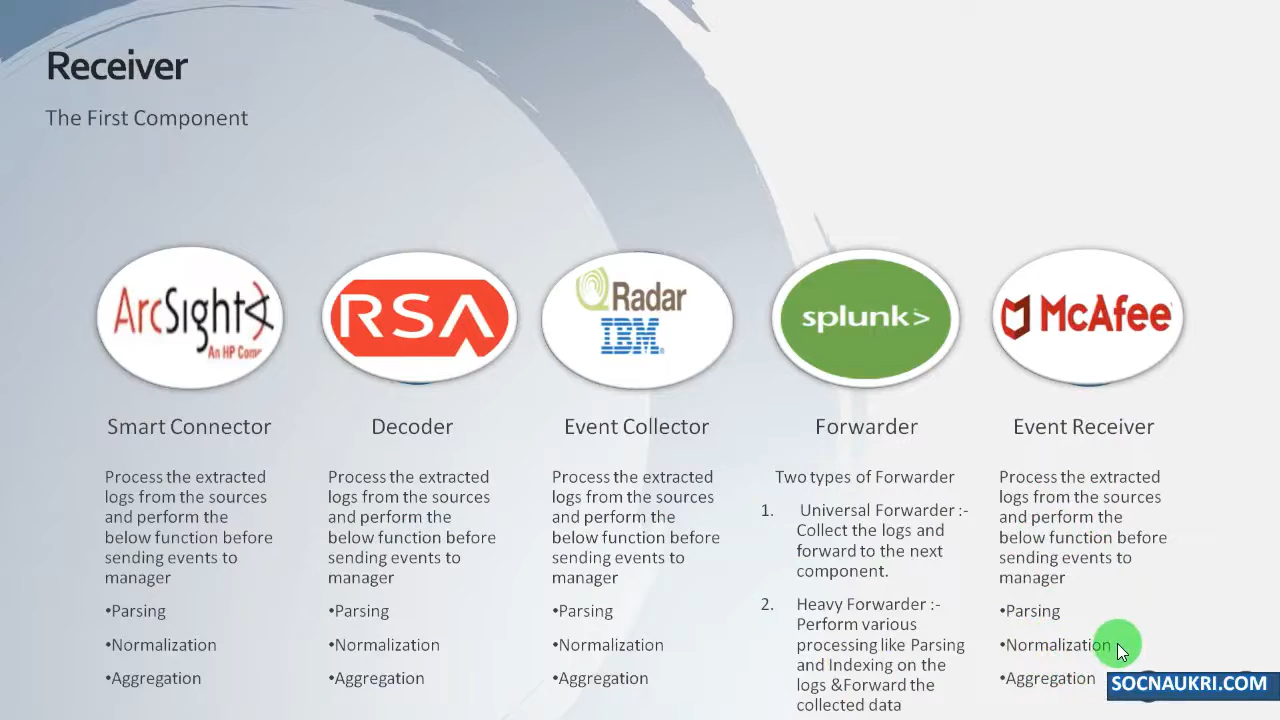 Receiver
The First Component
ArcSight
An HP Com
RSA
Radar
IBM
splunk>
McAfee
Smart Connector
Process the extracted
logs from the sources
and perform the
below function before
sending events to
manager
•Parsing
•Normalization
•Aggregation
Decoder
Process the extracted
logs from the sources
and perform the
below function before
sending events to
manager
•Parsing
•Normalization
•Aggregation
Event Collector
Process the extracted
logs from the sources
and perform the
below function before
sending events to
manager
•Parsing
•Normalization
•Aggregation
Forwarder
Two types of Forwarder
1. Universal Forwarder :-
Collect the logs and
forward to the next
component.
2. Heavy Forwarder :-
Perform various
processing like Parsing
and Indexing on the
logs &Forward the
collected data
Event Receiver
Process the extracted
logs from the sources
and perform the
below function before
sending events to
manager
•Parsing
•Normalization
•Aggregation
SOCNAUKRI.COM